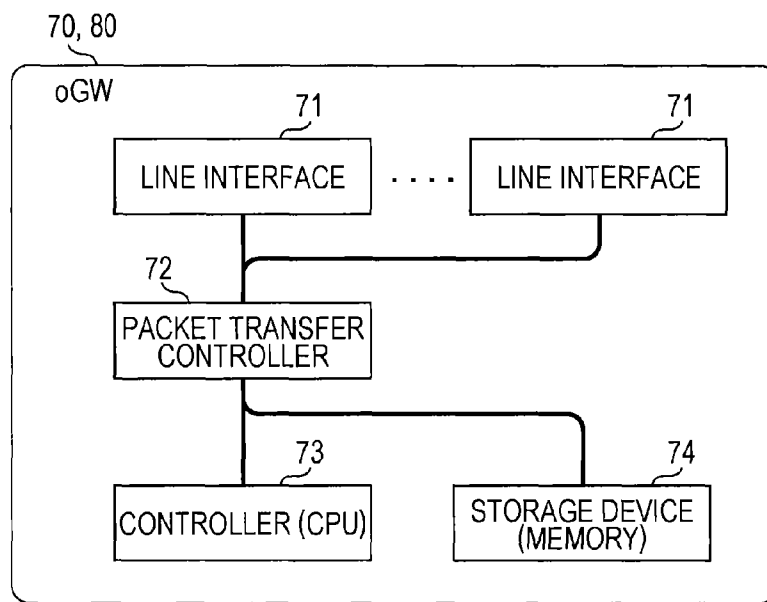 70, 80
oGW
71
71
LINE INTERFACE
. . . .
LINE INTERFACE
72
PACKET TRANSFER
CONTROLLER
73
74
CONTROLLER (CPU)
STORAGE DEVICE
(MEMORY)